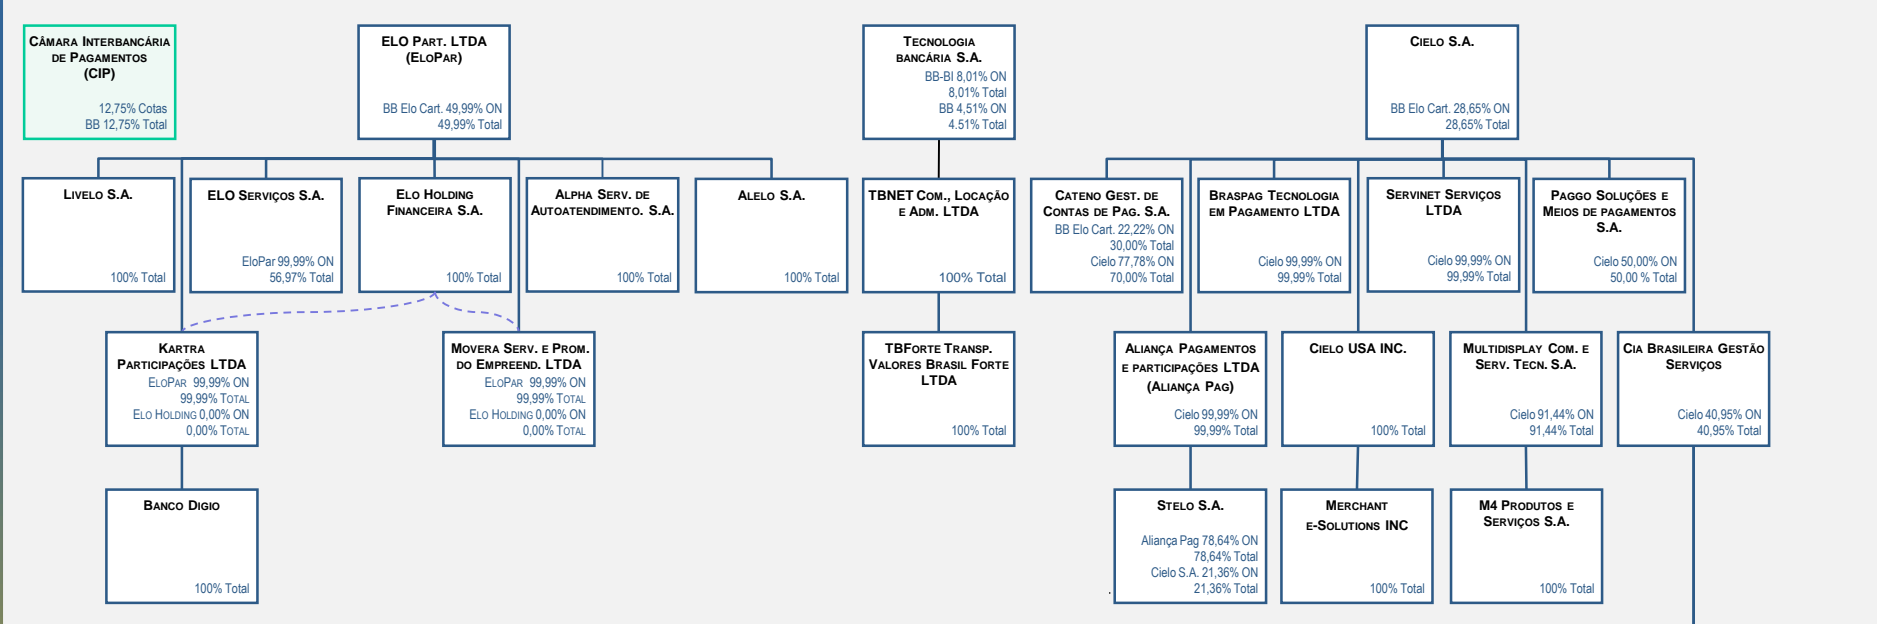 Câmara Interbancária
de Pagamentos
(CIP)
12,75% Cotas
BB 12,75% Total
ELO Part. LTDA
(EloPar)
BB Elo Cart. 49,99% ON
49,99% Total
Tecnologia
bancária S.A.
BB-BI 8,01% ON
8,01% Total
BB 4,51% ON
4.51% Total
Cielo S.A.
BB Elo Cart. 28,65% ON
28,65% Total
Livelo S.A.
100% Total
ELO Serviços S.A.
EloPar 99,99% ON
56,97% Total
Elo Holding
Financeira S.A.
100% Total
Alpha Serv. de
Autoatendimento. S.A.
100% Total
Alelo S.A.
100% Total
TBNET Com., Locação
e Adm. LTDA
100% Total
Cateno Gest. de
Contas de Pag. S.A.
BB Elo Cart. 22,22% ON
30,00% Total
Cielo 77,78% ON
70,00% Total
Braspag Tecnologia
em Pagamento LTDA
Cielo 99,99% ON
99,99% Total
Servinet Serviços
LTDA
Cielo 99,99% ON
99,99% Total
Paggo Soluções e
Meios de pagamentos
S.A.
Cielo 50,00% ON
50,00 % Total
Kartra
Participações LTDA
EloPar 99,99% ON
99,99% Total
Elo Holding 0,00% ON
0,00% Total
Movera Serv. e Prom.
do Empreend. LTDA
EloPar 99,99% ON
99,99% Total
Elo Holding 0,00% ON
0,00% Total
TBForte Transp.
Valores Brasil Forte
LTDA
100% Total
Aliança Pagamentos
e participações LTDA
(Aliança Pag)
Cielo 99,99% ON
99,99% Total
Cielo USA INC.
100% Total
Multidisplay Com. e
Serv. Tecn. S.A.
Cielo 91,44% ON
91,44% Total
Cia Brasileira Gestão
Serviços
Cielo 40,95% ON
40,95% Total
Banco Digio
100% Total
Stelo S.A.
Aliança Pag 78,64% ON
78,64% Total
Cielo S.A. 21,36% ON
21,36% Total
.
Merchant
e-Solutions INC
100% Total
M4 Produtos e
Serviços S.A.
100% Total